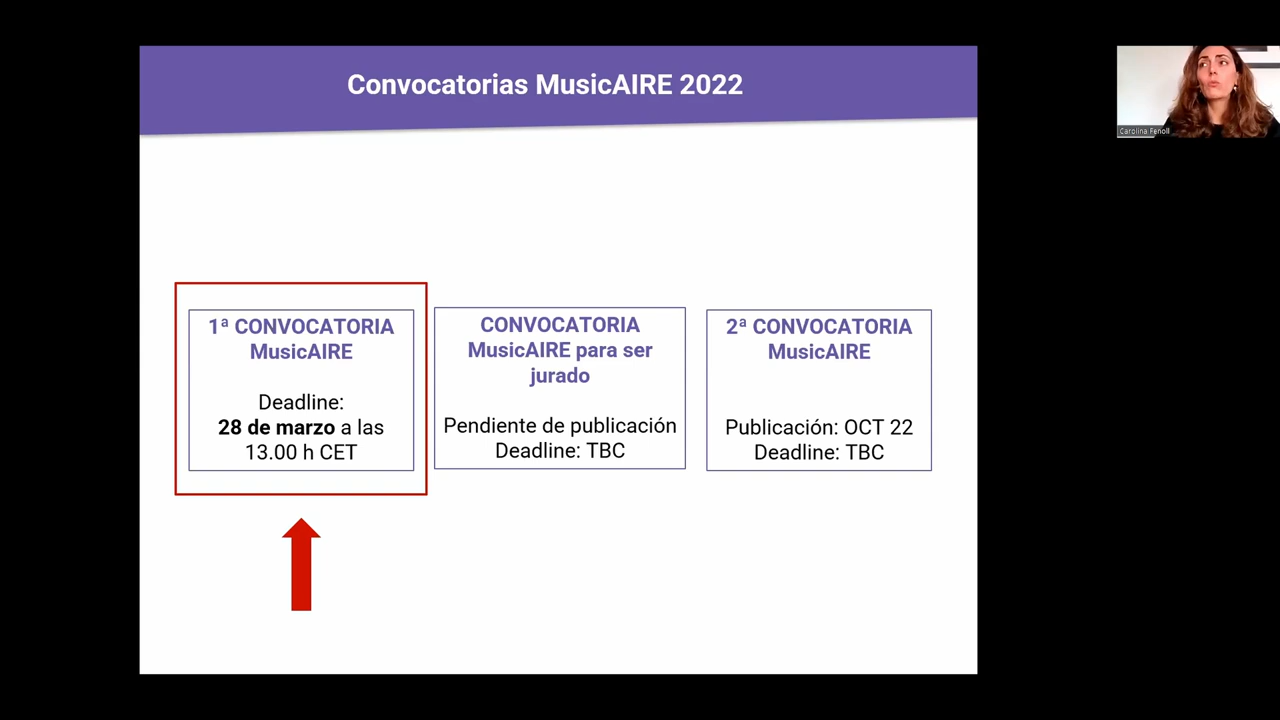 Convocatorias MusicAIRE 2022
Carolina Fenoll
1ª CONVOCATORIA
MusicAIRE
Deadline:
28 de marzo a las
13.00 h CET
CONVOCATORIA
MusicAIRE para ser
jurado
Pendiente de publicación
Deadline: TBC
2ª CONVOCATORIA
MusicAIRE
Publicación: OCT 22
Deadline: TBC